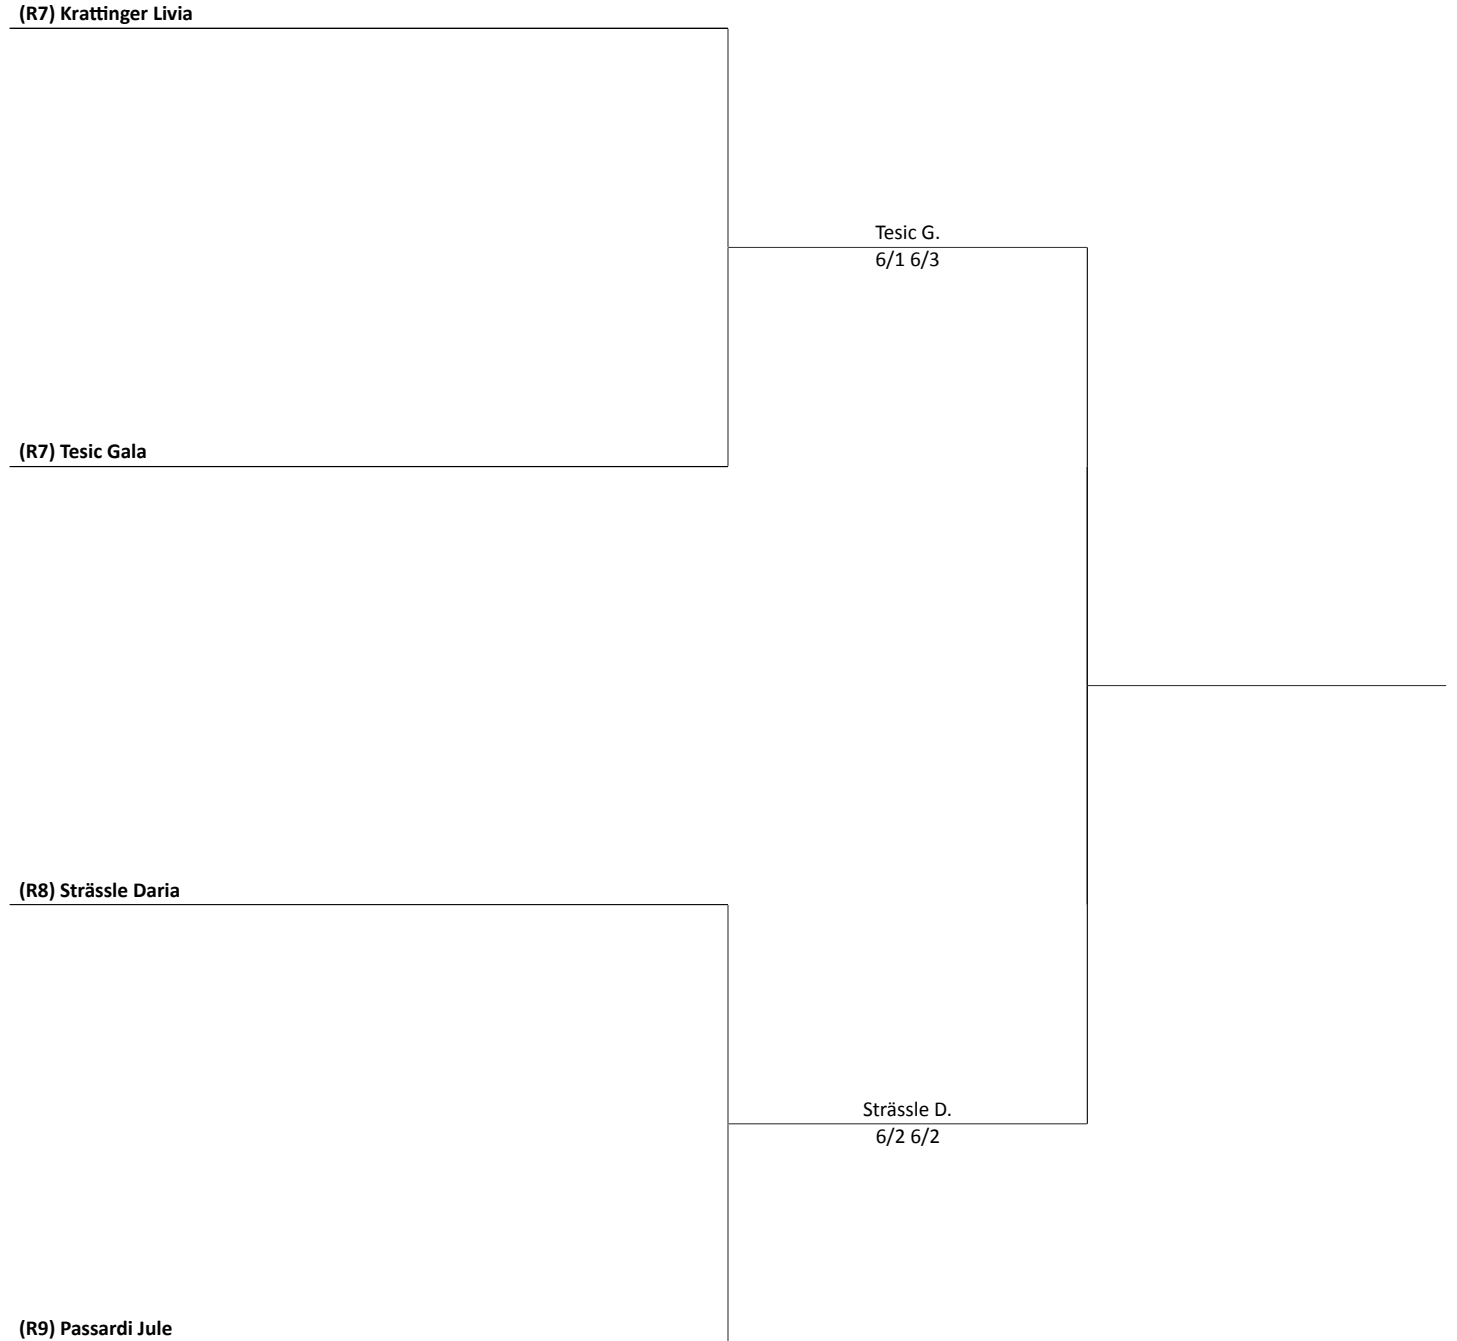 (R7) Krattinger Livia
Tesic G.
6/1 6/3
(R7) Tesic Gala
(R8) Strässle Daria
Strässle D.
6/2 6/2
(R9) Passardi Jule